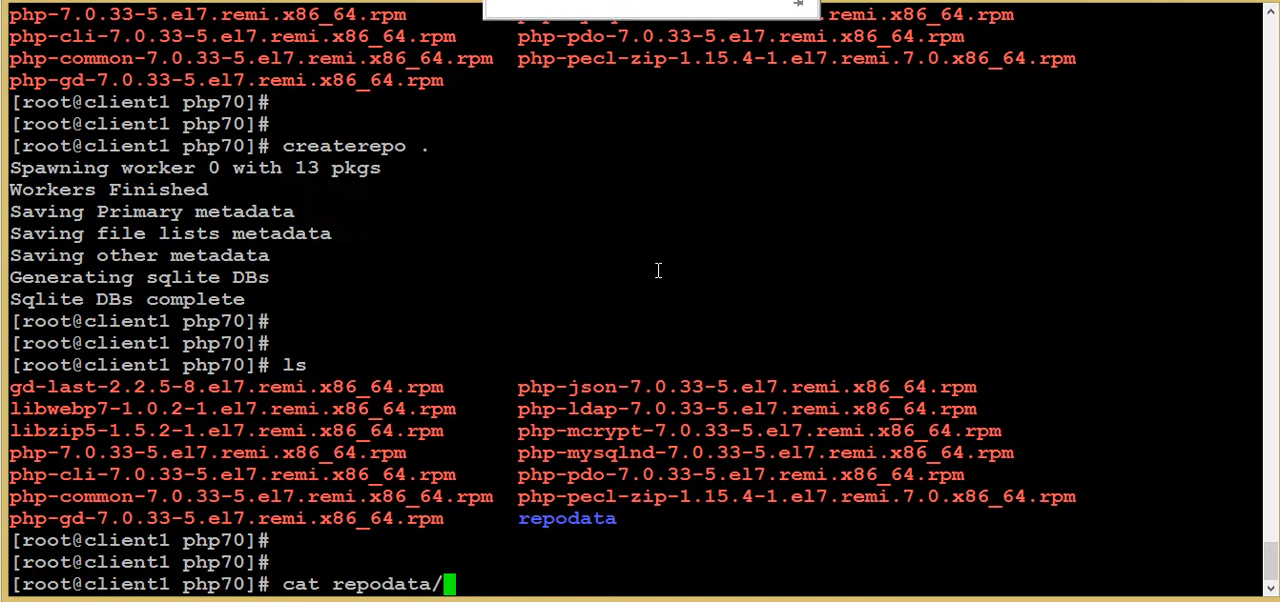 php-7.0.33-5.el7.remi.x86_64.rpm .remi.x86_64.rpm
php-cli-7.0.33-5.el7.remi.x86_64.rpm php-pdo-7.0.33-5.el7.remi.x86_64.rpm
php-common-7.0.33-5.el7.remi.x86_64.rpm php-pecl-zip-1.15.4-1.el7.remi.7.0.x86_64.rpm
php-gd-7.0.33-5.el7.remi.x86_64.rpm
[root@client1 php70]#
[root@client1 php70]#
[root@client1 php70]# createrepo .
Spawning worker 0 with 13 pkgs
Workers Finished
Saving Primary metadata
Saving file lists metadata
Saving other metadata
Generating sqlite DBs
Sqlite DBs complete
[root@client1 php70]#
[root@client1 php70]#
[root@client1 php70]# ls
gd-last-2.2.5-8.el7.remi.x86_64.rpm php-json-7.0.33-5.el7.remi.x86_64.rpm
libwebp7-1.0.2-1.el7.remi.x86_64.rpm php-ldap-7.0.33-5.el7.remi.x86_64.rpm
libzip5-1.5.2-1.el7.remi.x86_64.rpm php-mcrypt-7.0.33-5.el7.remi.x86_64.rpm
php-7.0.33-5.el7.remi.x86_64.rpm php-mysqlnd-7.0.33-5.el7.remi.x86_64.rpm
php-cli-7.0.33-5.el7.remi.x86_64.rpm php-pdo-7.0.33-5.el7.remi.x86_64.rpm
php-common-7.0.33-5.el7.remi.x86_64.rpm php-pecl-zip-1.15.4-1.el7.remi.7.0.x86_64.rpm
php-gd-7.0.33-5.el7.remi.x86_64.rpm repodata
[root@client1 php70]#
[root@client1 php70]#
[root@client1 php70]# cat repodata/